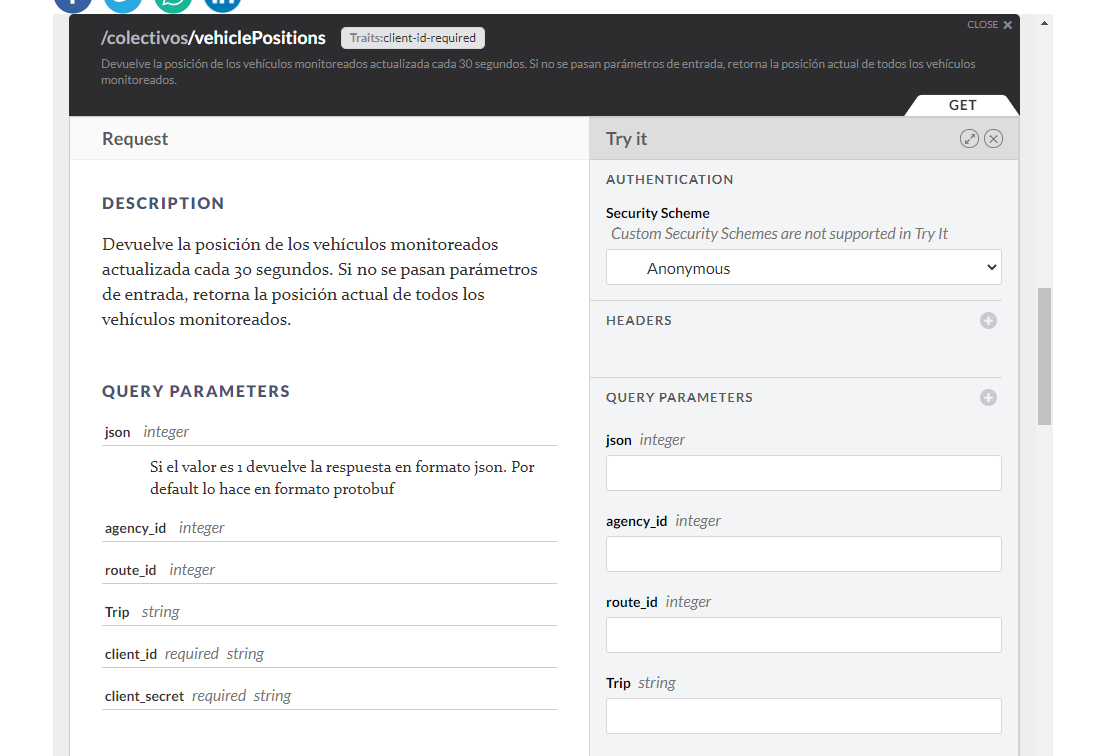 CLOSE ×
/colectivos/vehiclePositions Traits:client-id-required
Devuelve la posición de los vehículos monitoreados actualizada cada 30 segundos. Si no se pasan parámetros de entrada, retorna la posición actual de todos los vehículos
monitoreados.
GET
Request
DESCRIPTION
Devuelve la posición de los vehículos monitoreados
actualizada cada 30 segundos. Si no se pasan parámetros
de entrada, retorna la posición actual de todos los
vehículos monitoreados.
QUERY PARAMETERS
json integer
Si el valor es 1 devuelve la respuesta en formato json. Por
default lo hace en formato protobuf
agency_id integer
route_id integer
Trip string
client_id required string
client_secret required string
Try it
AUTHENTICATION
Security Scheme
Custom Security Schemes are not supported in Try It
Anonymous
HEADERS
QUERY PARAMETERS
json integer
agency_id integer
route_id integer
Trip string